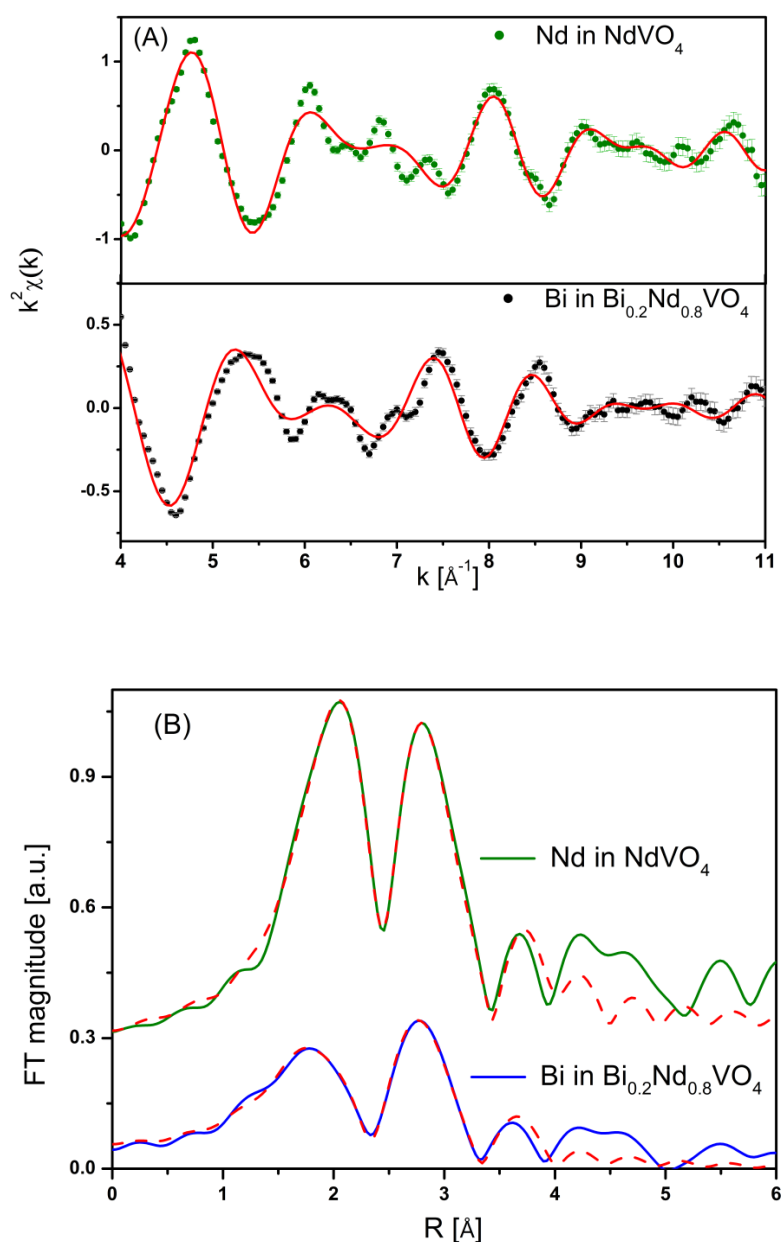 (A)
Nd in NdVO₄
1
0
-1
k²χ(k)
Bi in Bi₀.₂Nd₀.₈VO₄
0.5
0.0
-0.5
4 5 6 7 8 9 10 11
k [Å⁻¹]
(B)
0.9
Nd in NdVO₄
0.6
FT magnitude [a.u.]
0.3
Bi in Bi₀.₂Nd₀.₈VO₄
0.0
0 1 2 3 4 5 6
R [Å]